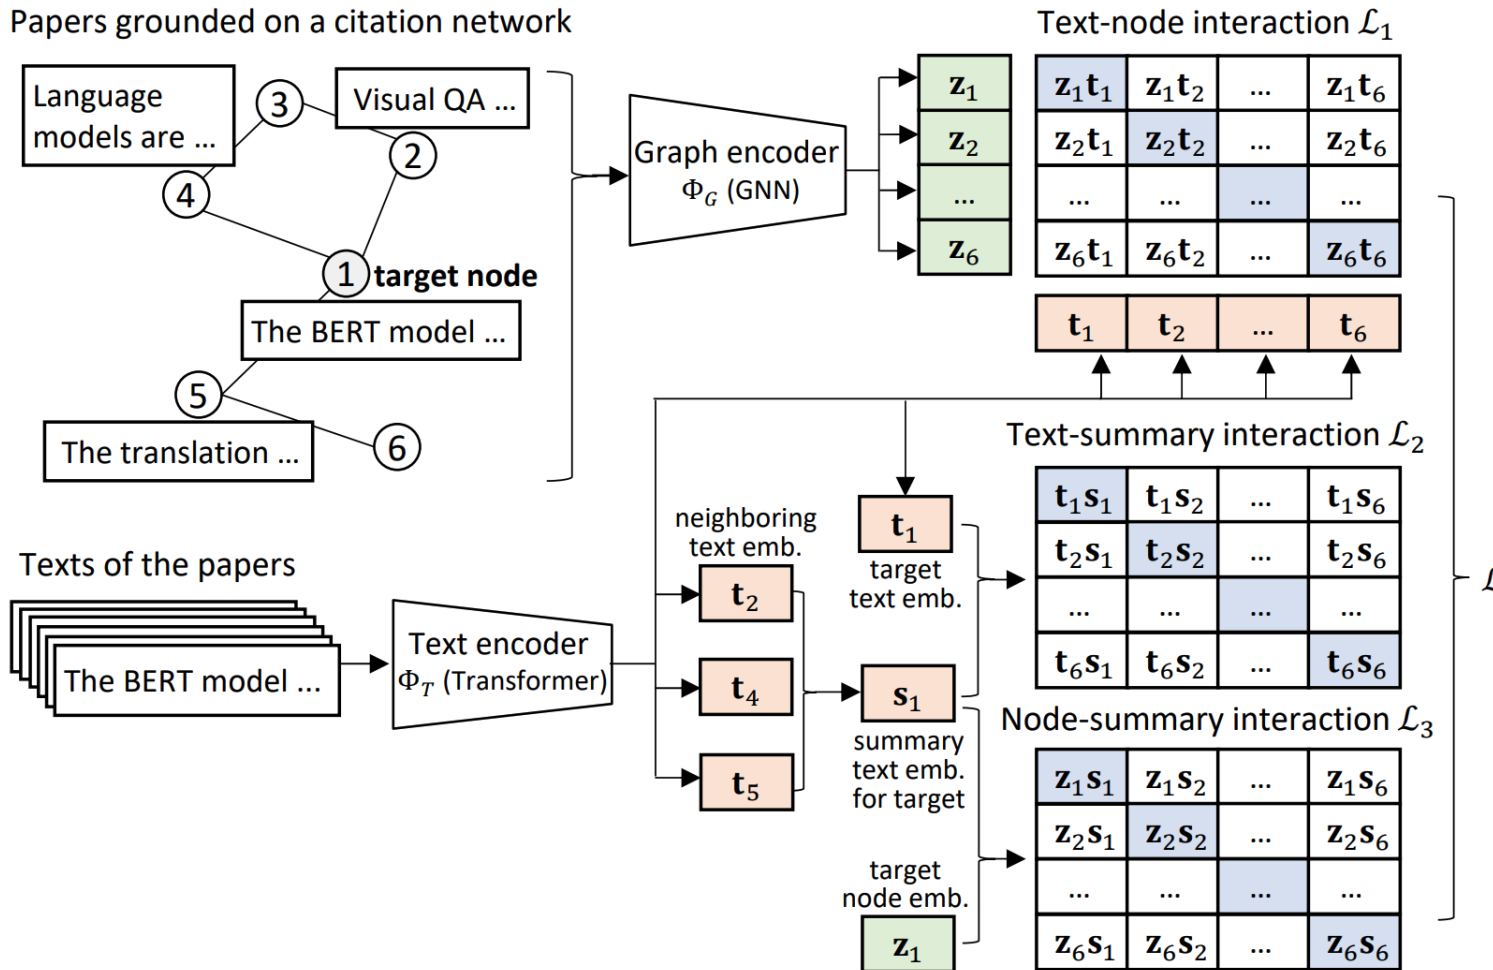 Papers grounded on a citation network
Language
models are ...
3
Visual QA ...
2
4
1
target node
The BERT model ...
5
6
The translation ...
Graph encoder
Φ_G (GNN)
z₁
z₂
...
z₆
Text-node interaction ℒ₁
z₁t₁ z₁t₂ ... z₁t₆
z₂t₁ z₂t₂ ... z₂t₆
... ... ... ...
z₆t₁ z₆t₂ ... z₆t₆
t₁ t₂ ... t₆
Texts of the papers
The BERT model ...
Text encoder
Φ_T (Transformer)
neighboring
text emb.
t₂
t₄
t₅
t₁
target
text emb.
s₁
summary
text emb.
for target
target
node emb.
z₁
Text-summary interaction ℒ₂
t₁s₁ t₁s₂ ... t₁s₆
t₂s₁ t₂s₂ ... t₂s₆
... ... ... ...
t₆s₁ t₆s₂ ... t₆s₆
Node-summary interaction ℒ₃
z₁s₁ z₁s₂ ... z₁s₆
z₂s₁ z₂s₂ ... z₂s₆
... ... ... ...
z₆s₁ z₆s₂ ... z₆s₆
ℒ